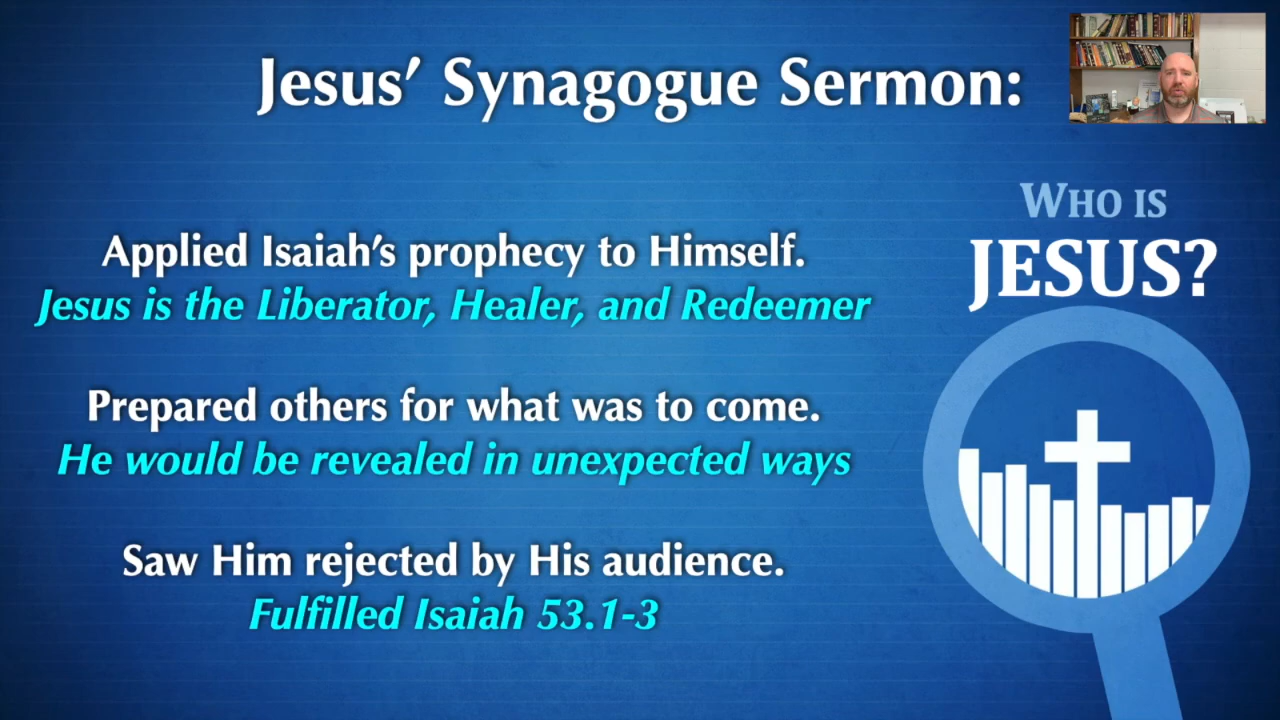 Jesus’ Synagogue Sermon:
Applied Isaiah’s prophecy to Himself.
Jesus is the Liberator, Healer, and Redeemer
Prepared others for what was to come.
He would be revealed in unexpected ways
Saw Him rejected by His audience.
Fulfilled Isaiah 53.1-3
WHO IS
JESUS?